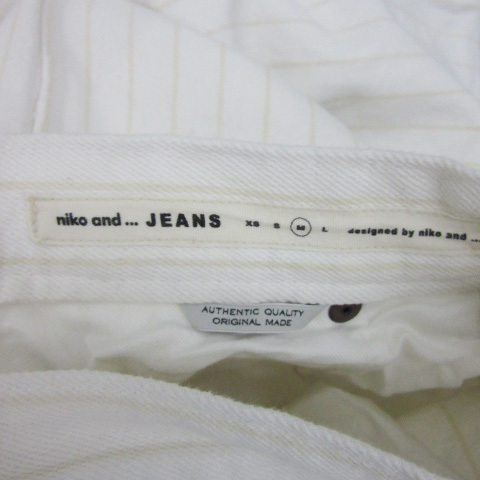 niko and ... JEANS XS S M L designed by niko and ...
AUTHENTIC QUALITY
ORIGINAL MADE